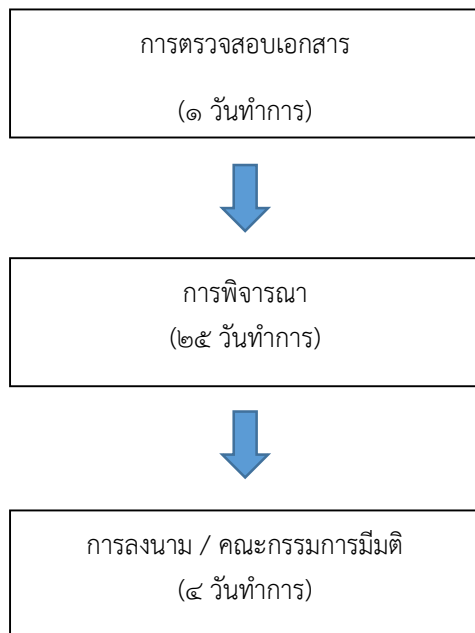 การตรวจสอบเอกสาร
(๑ วันทำการ)
การพิจารณา
(๒๕ วันทำการ)
การลงนาม / คณะกรรมการมีมติ
(๔ วันทำการ)